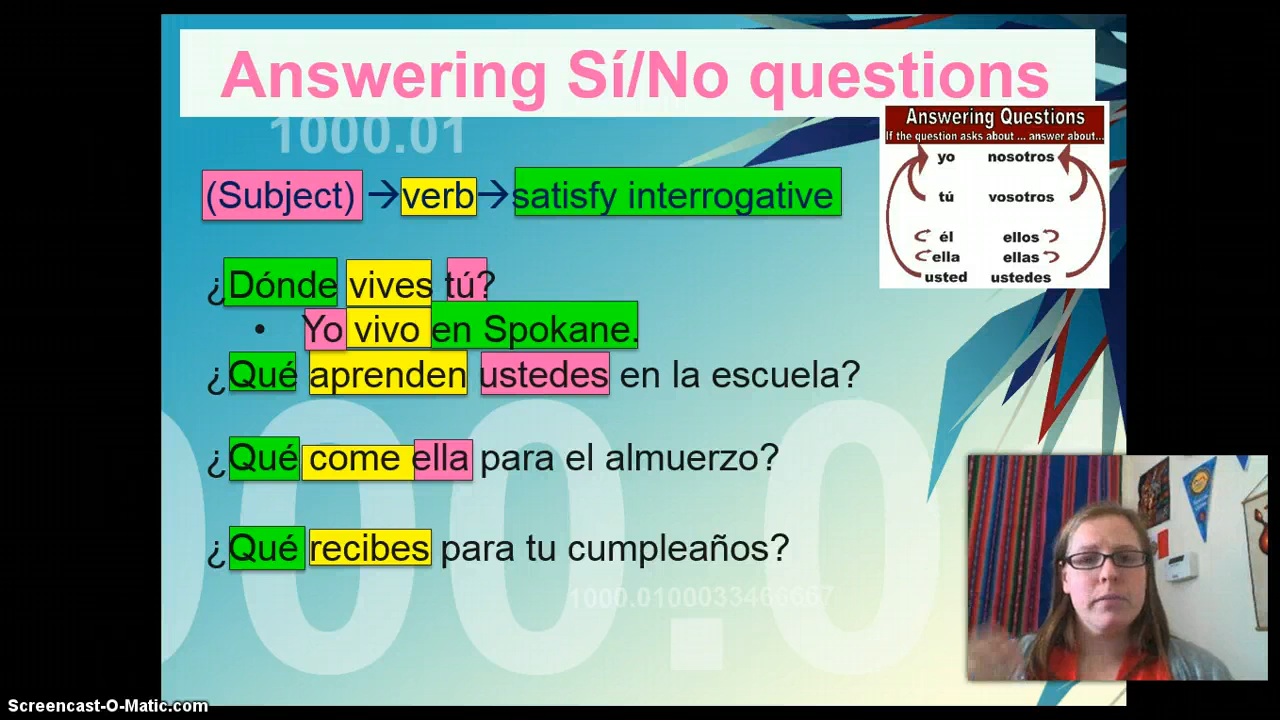 Answering Sí/No questions
1000.01
Answering Questions
If the question asks about ... answer about...
yo nosotros
tú vosotros
él ellos
ella ellas
usted ustedes
(Subject) → verb → satisfy interrogative
¿Dónde vives tú?
• Yo vivo en Spokane.
¿Qué aprenden ustedes en la escuela?
¿Qué come ella para el almuerzo?
¿Qué recibes para tu cumpleaños?
1000.0100033466667
Screencast-O-Matic.com